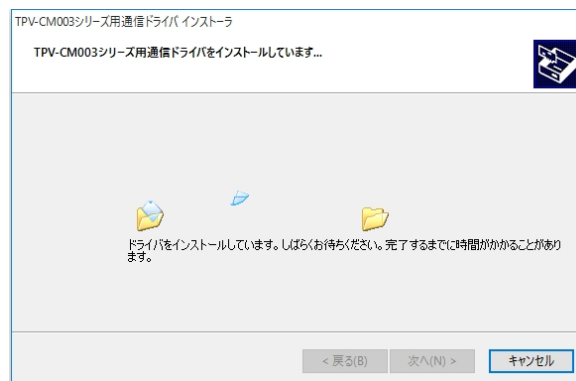 TPV-CM003シリーズ用通信ドライバ インストーラ
TPV-CM003シリーズ用通信ドライバをインストールしています...
ドライバをインストールしています。しばらくお待ちください。完了するまでに時間がかかることがあり
ます。
< 戻る(B) 次へ(N) > キャンセル